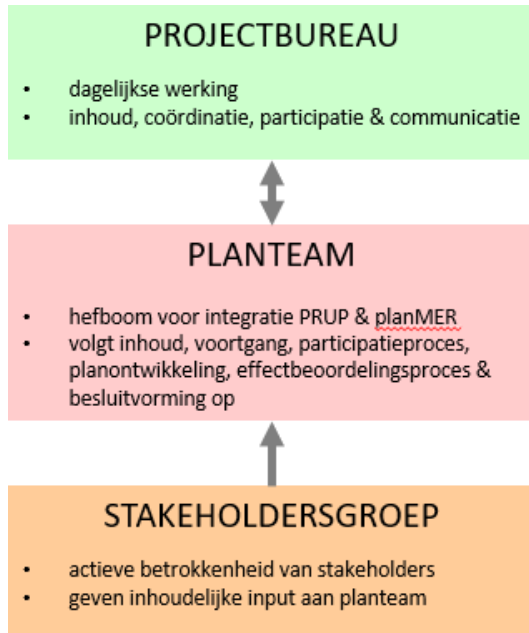 PROJECTBUREAU
• dagelijkse werking
• inhoud, coördinatie, participatie & communicatie
PLANTEAM
• hefboom voor integratie PRUP & planMER
• volgt inhoud, voortgang, participatieproces,
planontwikkeling, effectbeoordelingsproces &
besluitvorming op
STAKEHOLDERSGROEP
• actieve betrokkenheid van stakeholders
• geven inhoudelijke input aan planteam